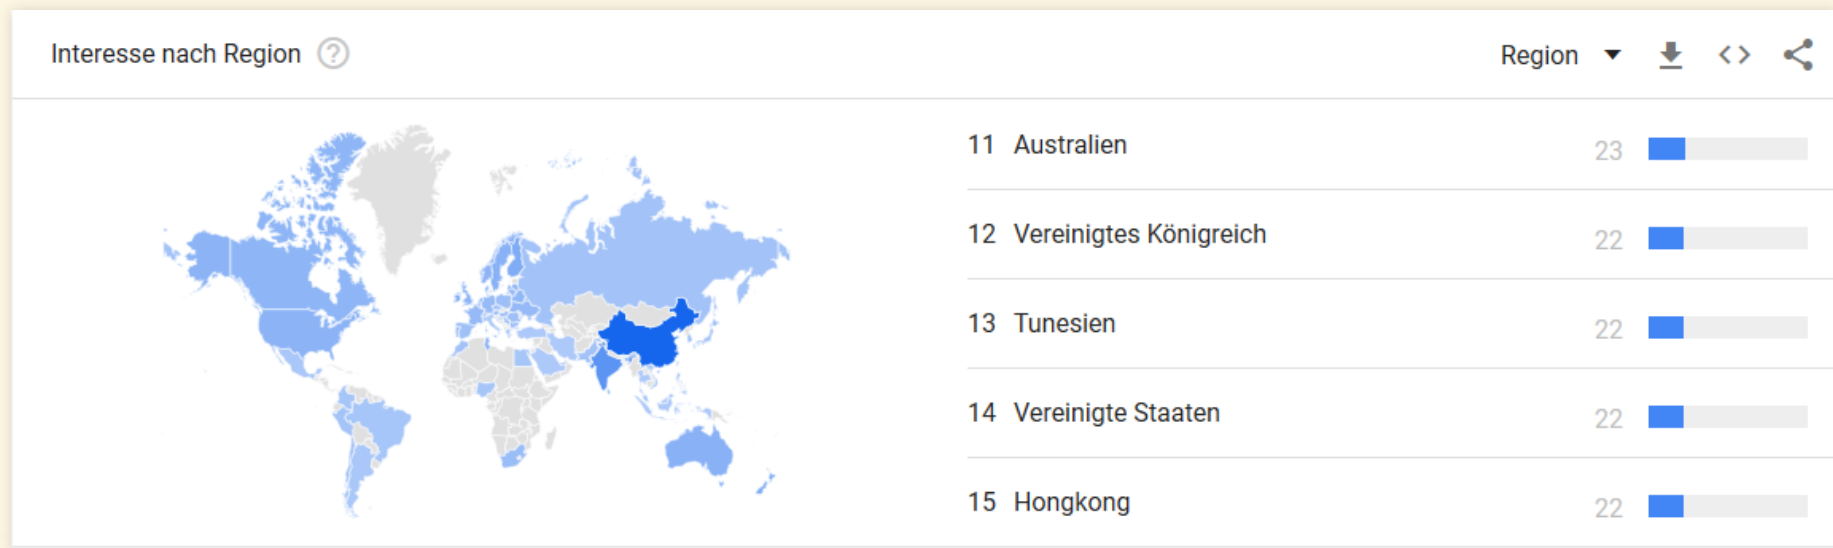 Interesse nach Region ?
Region
11 Australien 23
12 Vereinigtes Königreich 22
13 Tunesien 22
14 Vereinigte Staaten 22
15 Hongkong 22